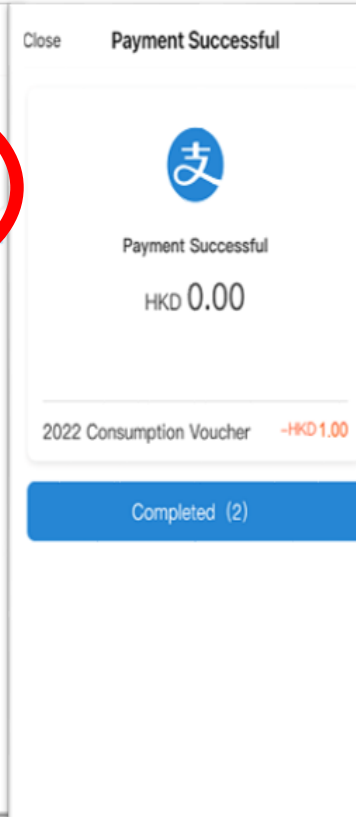 Close Payment Successful
支
Payment Successful
HKD 0.00
2022 Consumption Voucher -HKD 1.00
Completed (2)